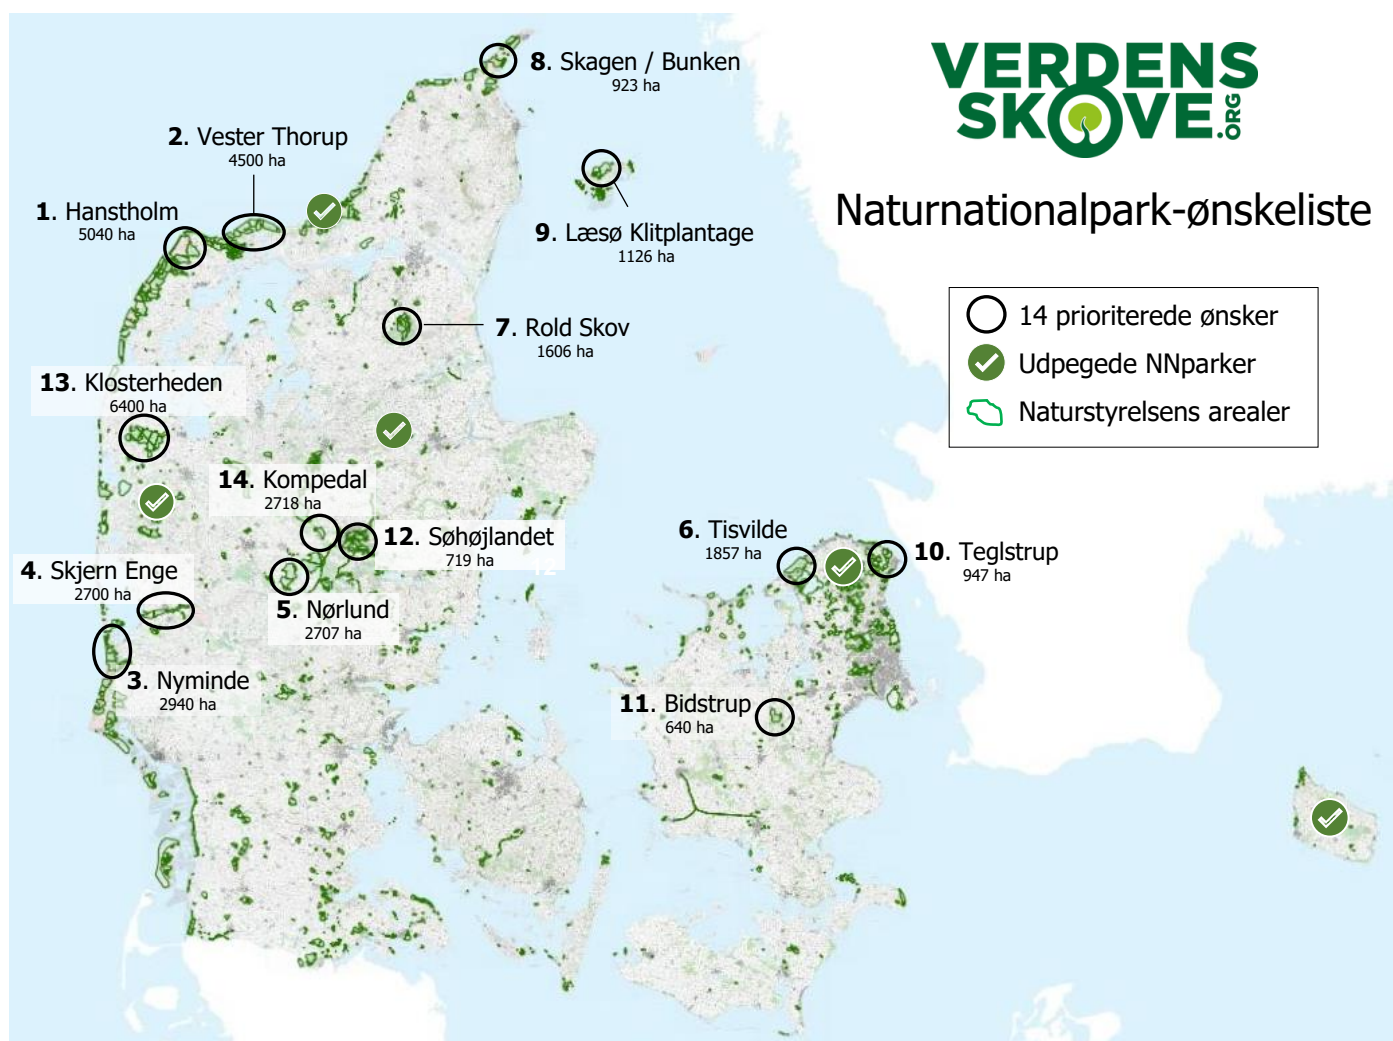 VERDENS
SKOVE.ORG
Naturnationalpark-ønskeliste
14 prioriterede ønsker
Udpegede NNparker
Naturstyrelsens arealer
8. Skagen / Bunken
923 ha
2. Vester Thorup
4500 ha
1. Hanstholm
5040 ha
9. Læsø Klitplantage
1126 ha
7. Rold Skov
1606 ha
13. Klosterheden
6400 ha
14. Kompedal
2718 ha
12. Søhøjlandet
719 ha
12
4. Skjern Enge
2700 ha
5. Nørlund
2707 ha
3. Nyminde
2940 ha
6. Tisvilde
1857 ha
10. Teglstrup
947 ha
11. Bidstrup
640 ha